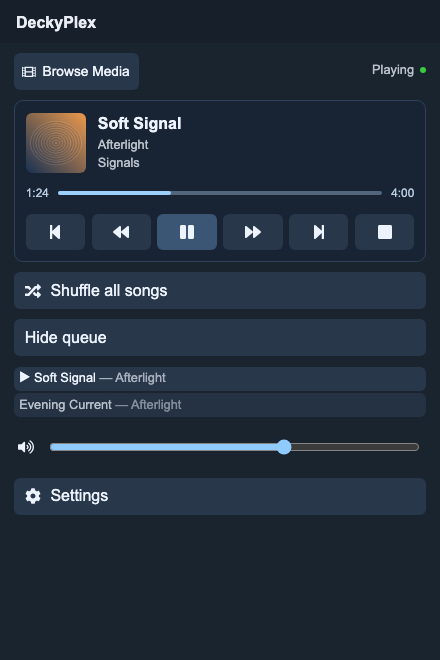 DeckyPlex
Browse Media
Playing
Soft Signal
Afterlight
Signals
1:24
4:00
Shuffle all songs
Hide queue
Soft Signal — Afterlight
Evening Current — Afterlight
Settings